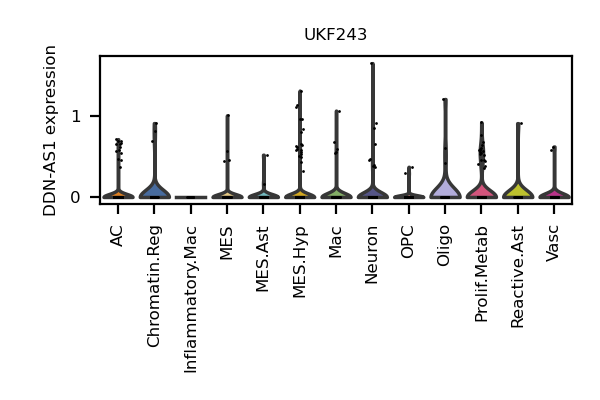 UKF243
DDN-AS1 expression
1
0
AC
Chromatin.Reg
Inflammatory.Mac
MES
MES.Ast
MES.Hyp
Mac
Neuron
OPC
Oligo
Prolif.Metab
Reactive.Ast
Vasc